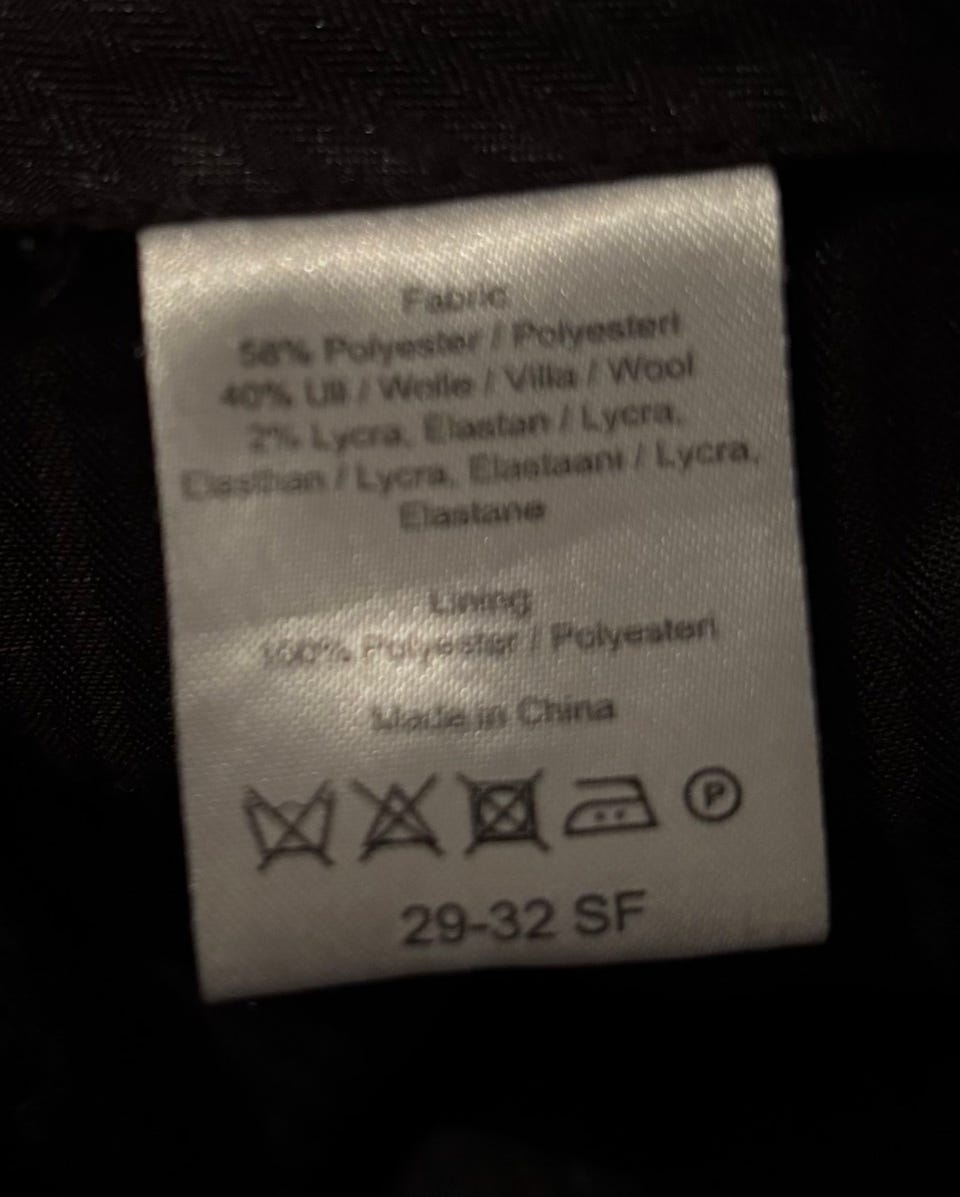 Fabric
58% Polyester / Polyesteri
40% Ull / Wolle / Villa / Wool
2% Lycra, Elastan / Lycra,
Elasthan / Lycra, Elastaani / Lycra,
Elastane
Lining
100% Polyester / Polyesteri
Made in China
P
29-32 SF